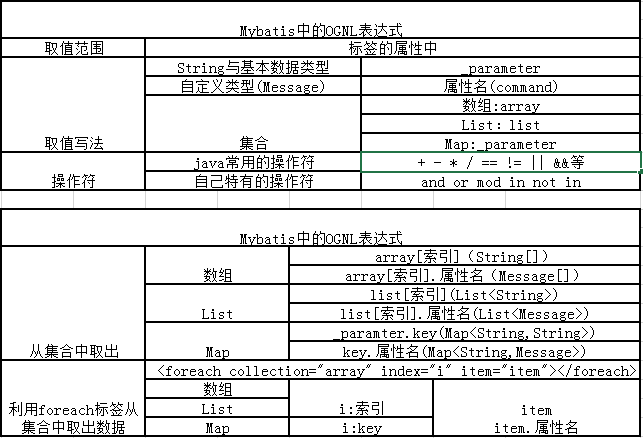 Mybatis中的OGNL表达式
取值范围 标签的属性中
String与基本数据类型 _parameter
自定义类型(Message) 属性名(command)
数组:array
List：list
取值写法 集合 Map:_parameter
java常用的操作符 + - * / == != || &&等
操作符 自己特有的操作符 and or mod in not in
Mybatis中的OGNL表达式
array[索引]（String[]）
数组 array[索引].属性名（Message[]）
list[索引](List<String>)
List list[索引].属性名(List<Message>)
_paramter.key(Map<String,String>)
从集合中取出 Map key.属性名(Map<String,Message>)
<foreach collection="array" index="i" item="item"></foreach>
数组
利用foreach标签从 List i:索引 item
集合中取出数据 Map i:key item.属性名